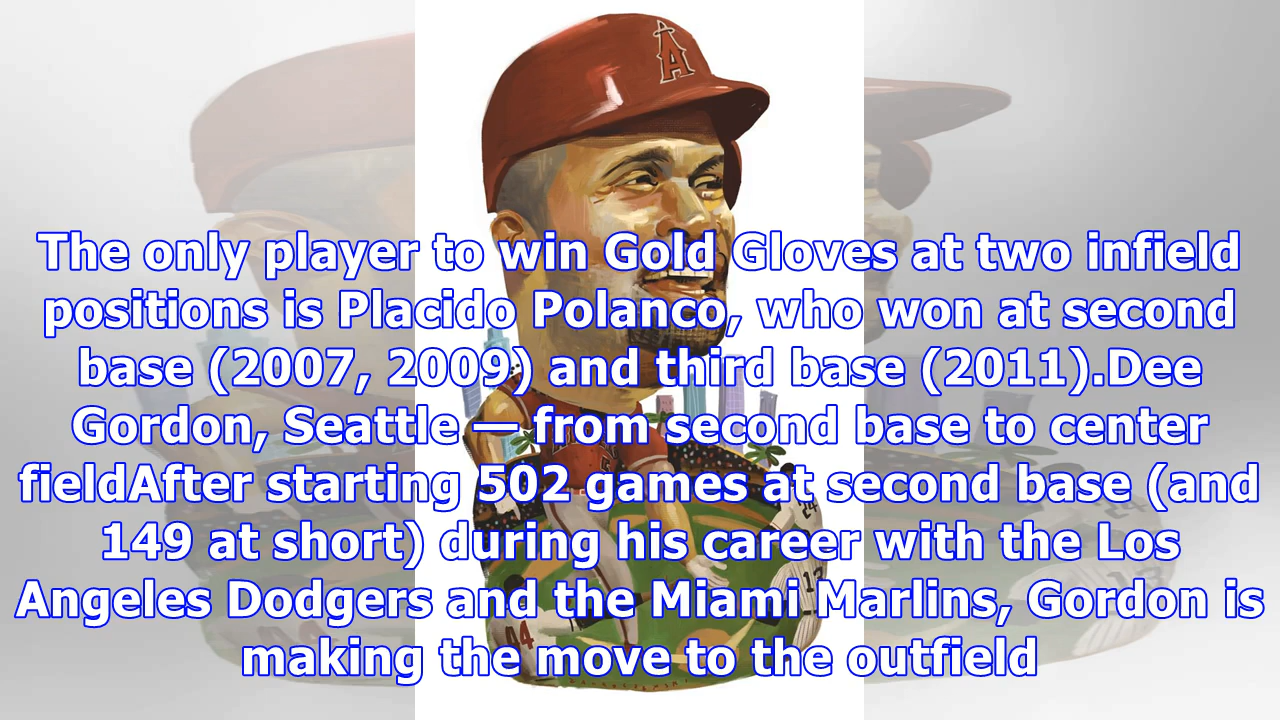 A
The only player to win Gold Gloves at two infield
positions is Placido Polanco, who won at second
base (2007, 2009) and third base (2011).Dee
Gordon, Seattle — from second base to center
fieldAfter starting 502 games at second base (and
149 at short) during his career with the Los
Angeles Dodgers and the Miami Marlins, Gordon is
making the move to the outfield
24
13
44